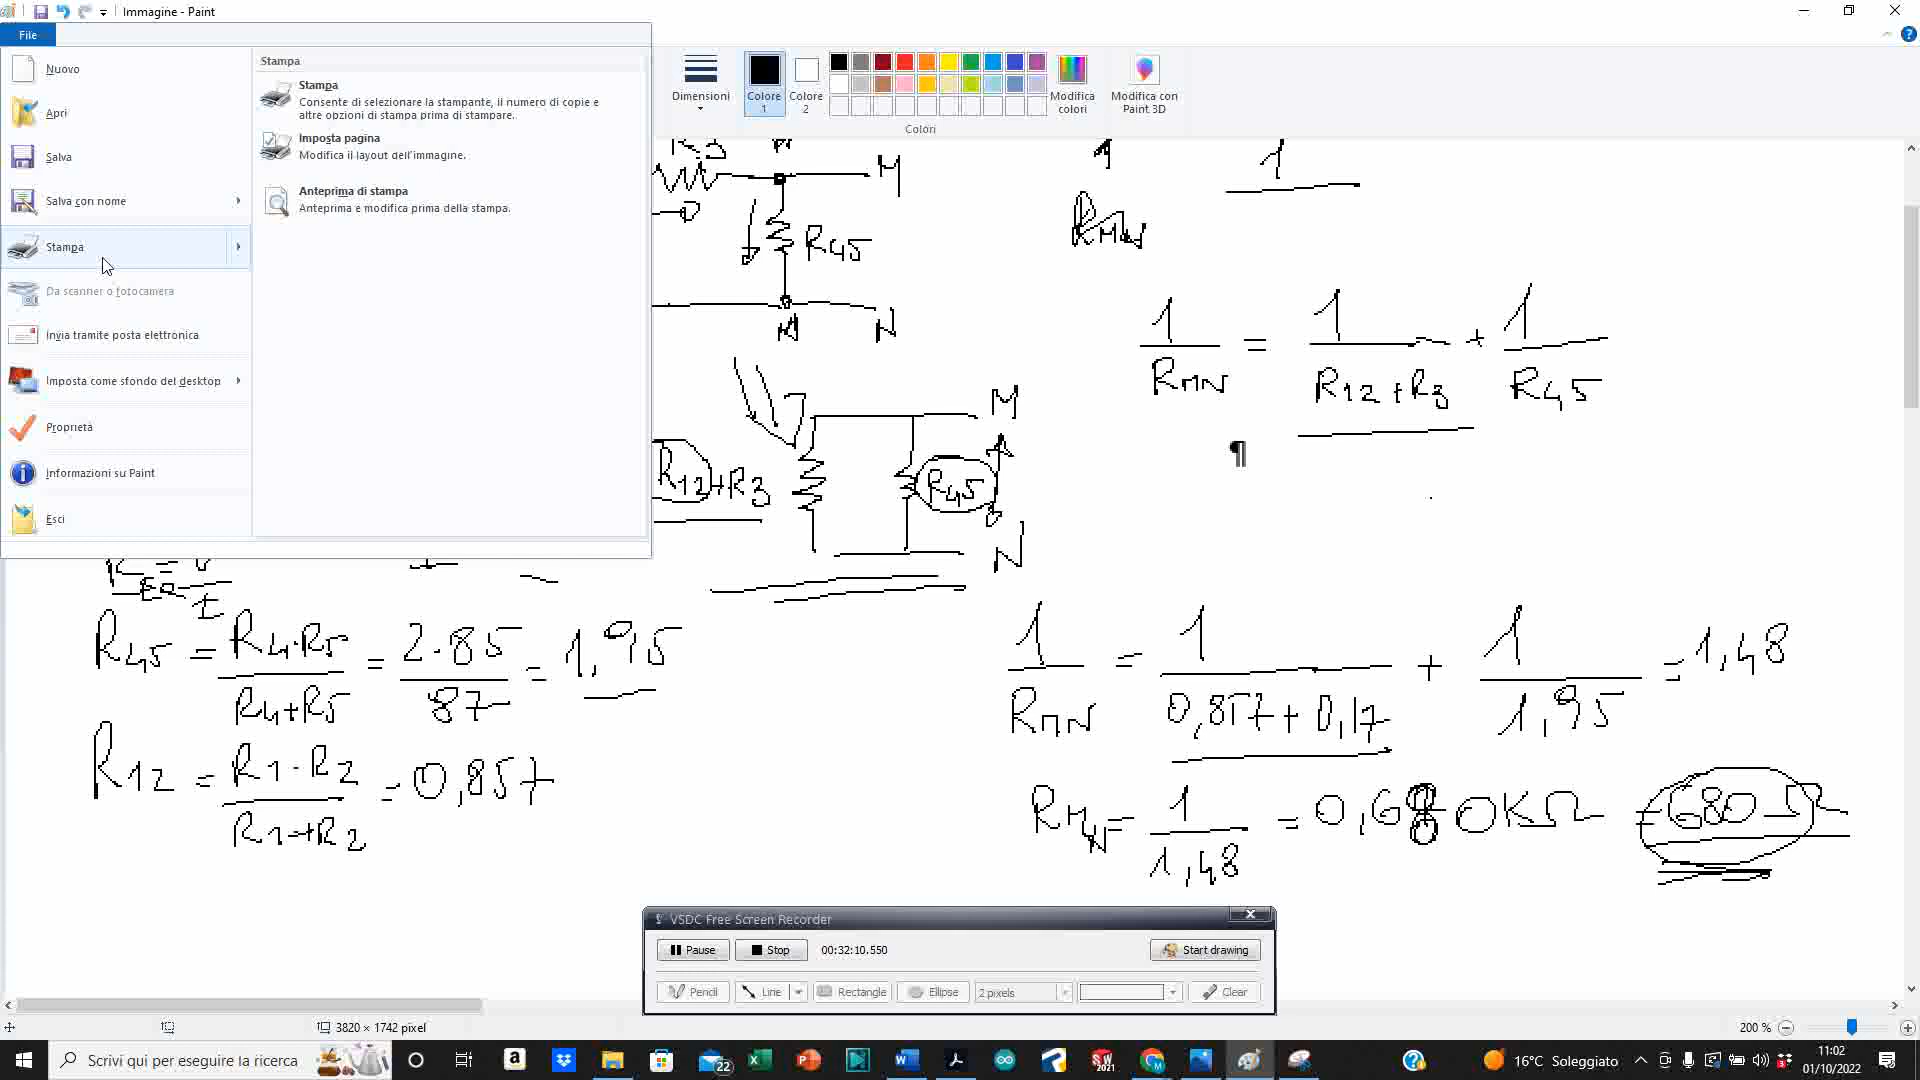 Immagine - Paint
File
Nuovo
Apri
Salva
Salva con nome
Stampa
Da scanner o fotocamera
Invia tramite posta elettronica
Imposta come sfondo del desktop
Proprietà
Informazioni su Paint
Esci
Stampa
Stampa
Consente di selezionare la stampante, il numero di copie e
altre opzioni di stampa prima di stampare.
Imposta pagina
Modifica il layout dell'immagine.
Anteprima di stampa
Anteprima e modifica prima della stampa.
Dimensioni
Colore
1
Colore
2
Modifica
colori
Modifica con
Paint 3D
Colori
M
R45
N
1
1
RMN
1/RMN = 1/(R12+R3) + 1/R45
¶
R12+R3
R45
M
N
R45 = R4·R5/(R4+R5) = 2·85/87 = 1,95
R12 = R1·R2/(R1+R2) = 0,857
1/RMN = 1/(0,857+0,17) + 1/1,95 = 1,48
RMN = 1/1,48 = 0,680KΩ = 680 Ω
VSDC Free Screen Recorder
Pause
Stop
00:32:10.550
Start drawing
Pencil
Line
Rectangle
Ellipse
2 pixels
Clear
3820 × 1742 pixel
200 %
Scrivi qui per eseguire la ricerca
22
SW
2021
16°C Soleggiato
11:02
01/10/2022